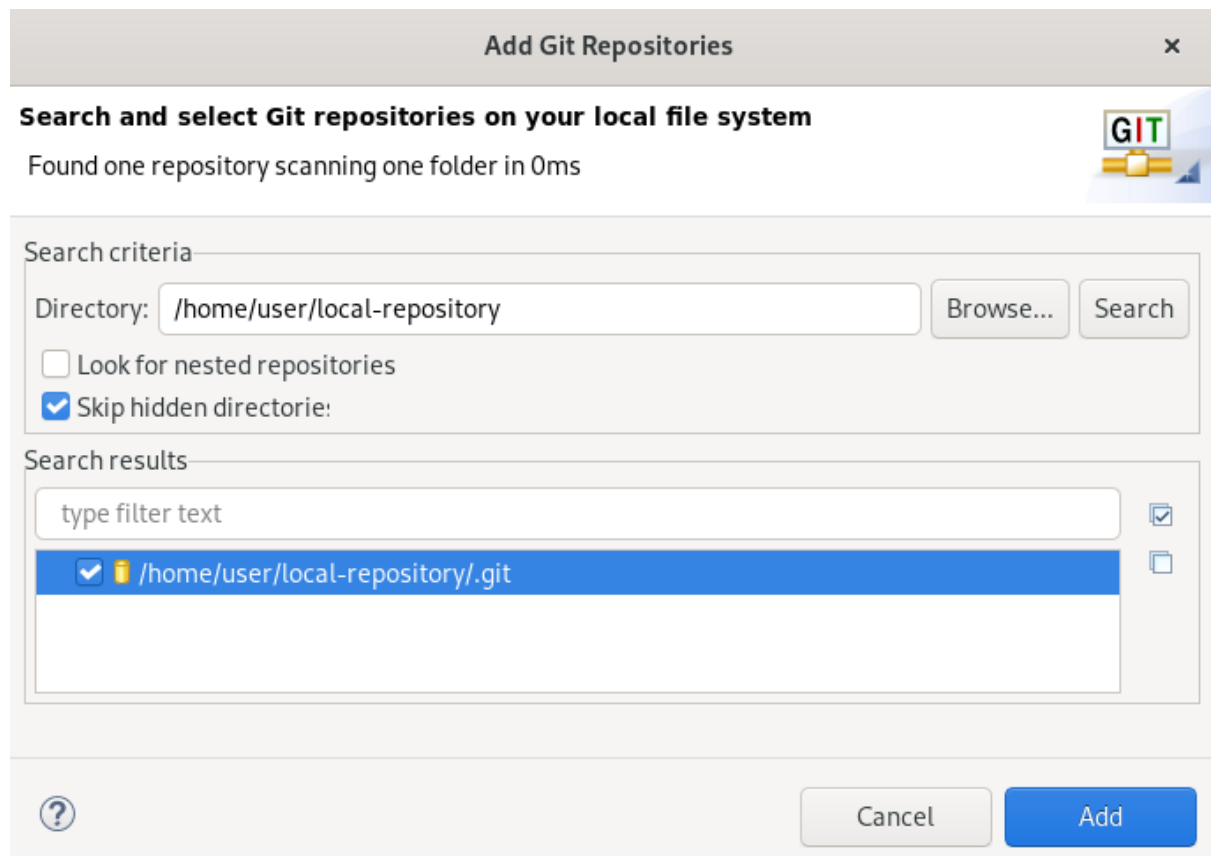 Add Git Repositories
Search and select Git repositories on your local file system
Found one repository scanning one folder in 0ms
GIT
Search criteria
Directory: /home/user/local-repository Browse... Search
Look for nested repositories
Skip hidden directorie
Search results
type filter text
/home/user/local-repository/.git
? Cancel Add